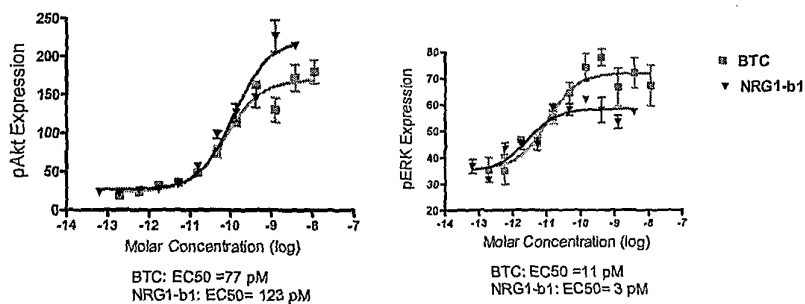 250
200
150
100
50
0
pAkt Expression
-14 -13 -12 -11 -10 -9 -8 -7
Molar Concentration (log)
BTC: EC50 =77 pM
NRG1-b1: EC50= 123 pM
80
70
60
50
40
30
20
pERK Expression
-14 -13 -12 -11 -10 -9 -8 -7
Molar Concentration (log)
BTC: EC50 =11 pM
NRG1-b1: EC50= 3 pM
BTC
NRG1-b1